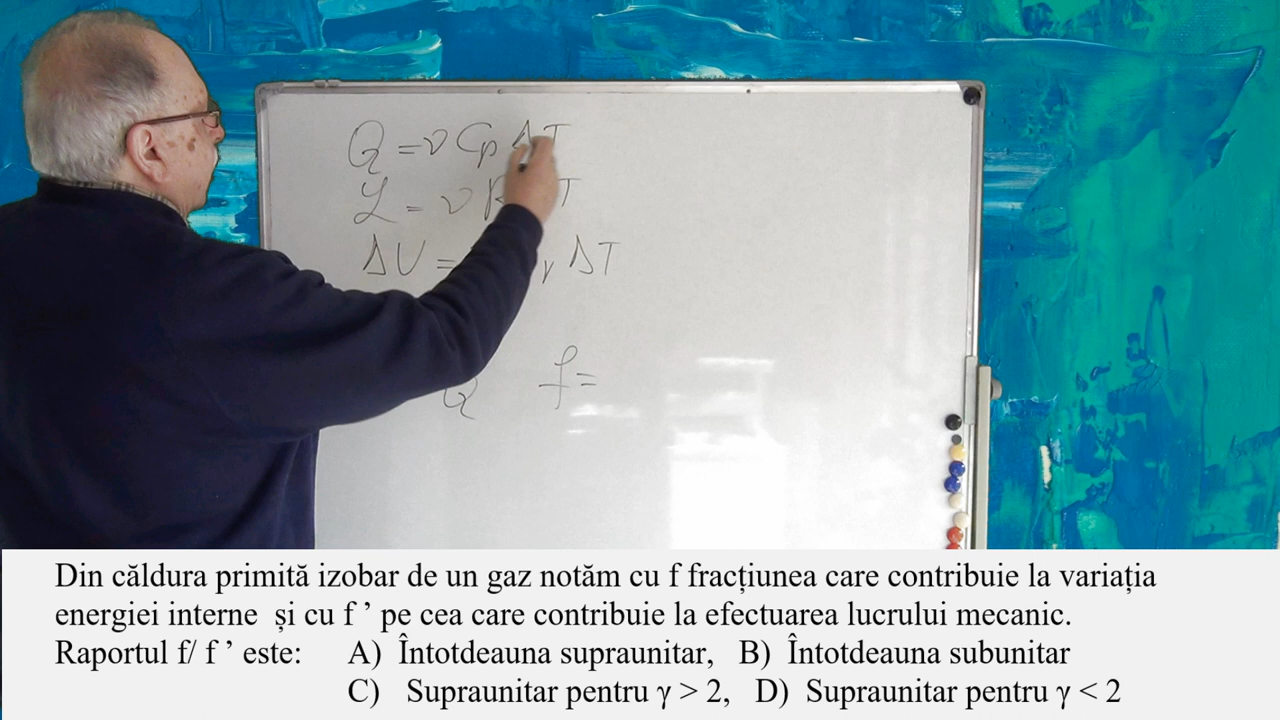 Q = ν Cp ΔT
L = ν R T
ΔU = v ΔT
Q f =
Din căldura primită izobar de un gaz notăm cu f fracțiunea care contribuie la variația
energiei interne și cu f ’ pe cea care contribuie la efectuarea lucrului mecanic.
Raportul f/ f ’ este: A) Întotdeauna supraunitar, B) Întotdeauna subunitar
C) Supraunitar pentru γ > 2, D) Supraunitar pentru γ < 2